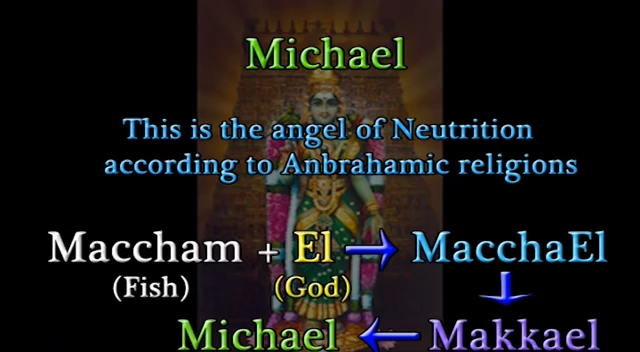 Michael
This is the angel of Neutrition
according to Anbrahamic religions
Maccham + El → MacchaEl
(Fish) (God) ↓
Michael ← Makkael